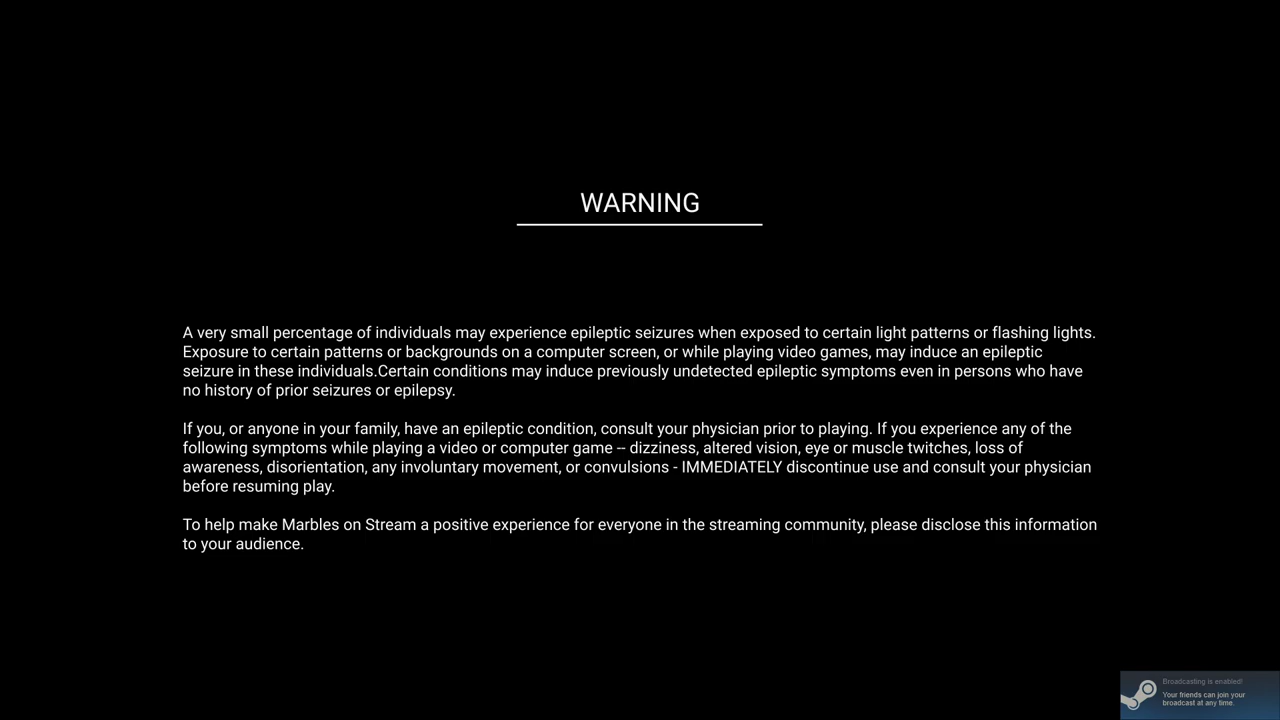 WARNING
A very small percentage of individuals may experience epileptic seizures when exposed to certain light patterns or flashing lights.
Exposure to certain patterns or backgrounds on a computer screen, or while playing video games, may induce an epileptic
seizure in these individuals.Certain conditions may induce previously undetected epileptic symptoms even in persons who have
no history of prior seizures or epilepsy.
If you, or anyone in your family, have an epileptic condition, consult your physician prior to playing. If you experience any of the
following symptoms while playing a video or computer game -- dizziness, altered vision, eye or muscle twitches, loss of
awareness, disorientation, any involuntary movement, or convulsions - IMMEDIATELY discontinue use and consult your physician
before resuming play.
To help make Marbles on Stream a positive experience for everyone in the streaming community, please disclose this information
to your audience.
Broadcasting is enabled!
Your friends can join your
broadcast at any time.